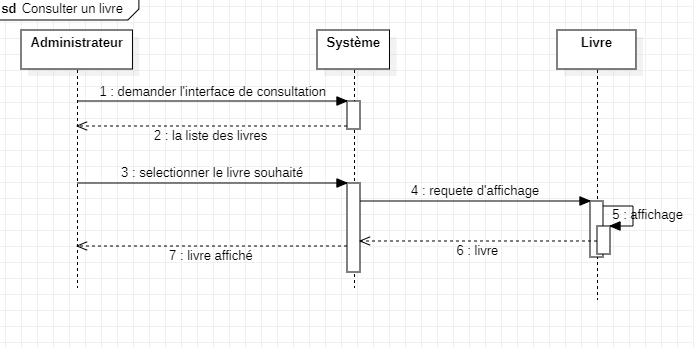 sd Consulter un livre
Administrateur
Système
Livre
1 : demander l'interface de consultation
2 : la liste des livres
3 : selectionner le livre souhaité
4 : requete d'affichage
5 : affichage
6 : livre
7 : livre affiché